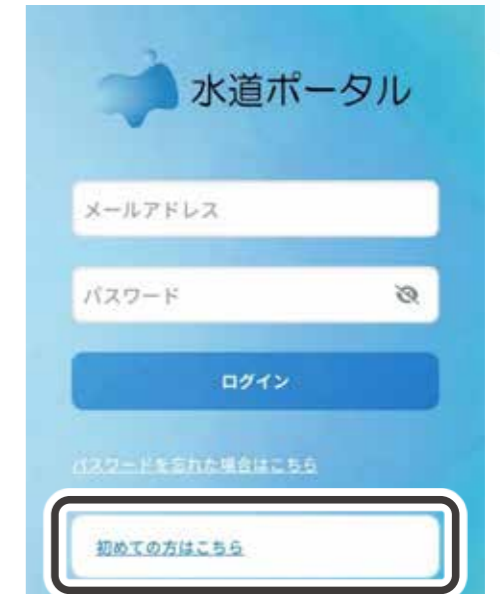 水道ポータル
メールアドレス
パスワード
ログイン
パスワードを忘れた場合はこちら
初めての方はこちら